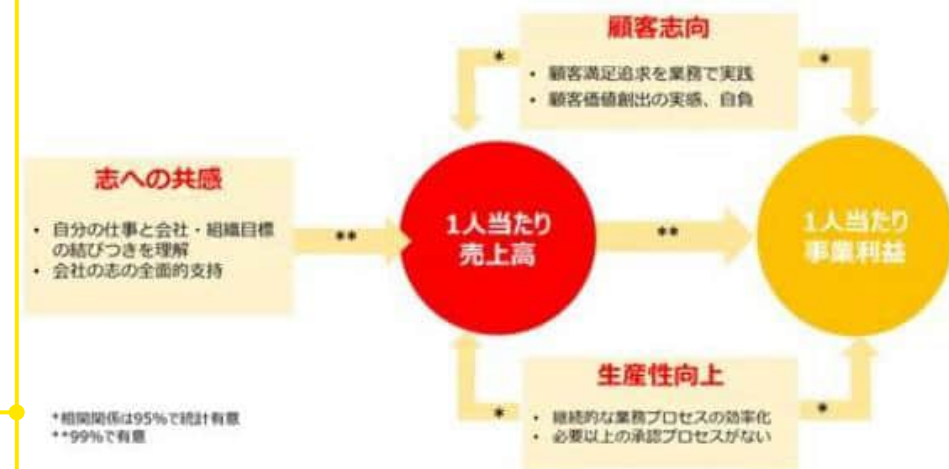 顧客志向
*
*
• 顧客満足追求を業務で実践
• 顧客価値創出の実感、自負
志への共感
• 自分の仕事と会社・組織目標
の結びつきを理解
• 会社の志の全面的支持
**
1人当たり
売上高
**
1人当たり
事業利益
生産性向上
*
*
• 継続的な業務プロセスの効率化
• 必要以上の承認プロセスがない
*相関関係は95%で統計有意
**99%で有意